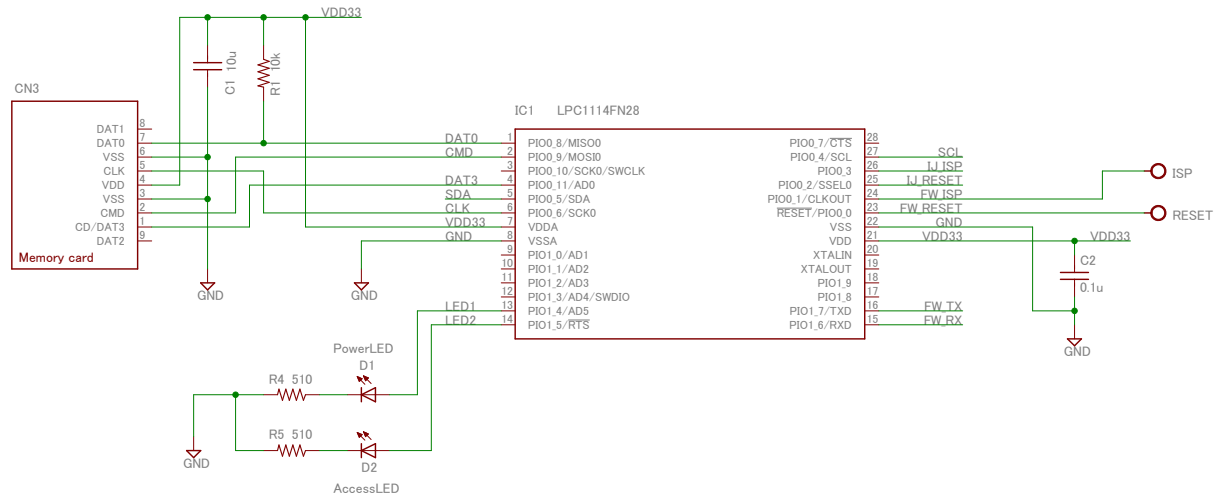 VDD33
C1 10u
R1 10k
CN3
DAT1 8
DAT0 7
VSS 6
CLK 5
VDD 4
VSS 3
CMD 2
CD/DAT3 1
DAT2 9
Memory card
GND
GND
IC1 LPC1114FN28
DAT0 1 PIO0_8/MISO0
CMD 2 PIO0_9/MOSI0
3 PIO0_10/SCK0/SWCLK
DAT3 4 PIO0_11/AD0
SDA 5 PIO0_5/SDA
CLK 6 PIO0_6/SCK0
VDD33 7 VDDA
GND 8 VSSA
9 PIO1_0/AD1
10 PIO1_1/AD2
11 PIO1_2/AD3
12 PIO1_3/AD4/SWDIO
LED1 13 PIO1_4/AD5
LED2 14 PIO1_5/RTS
PIO0_7/CTS 28
PIO0_4/SCL 27 SCL
PIO0_3 26 IJ_ISP
PIO0_2/SSEL0 25 IJ_RESET
PIO0_1/CLKOUT 24 FW_ISP
RESET/PIO0_0 23 FW_RESET
VSS 22 GND
VDD 21 VDD33
XTALIN 20
XTALOUT 19
PIO1_9 18
PIO1_8 17
PIO1_7/TXD 16 FW_TX
PIO1_6/RXD 15 FW_RX
ISP
RESET
VDD33
C2
0.1u
GND
PowerLED
D1
R4 510
R5 510
D2
AccessLED
GND